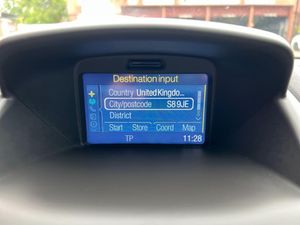 Destination input
Country United Kingdo...
City/postcode S8 9JE
District
Start Store Coord Map
TP 11:28